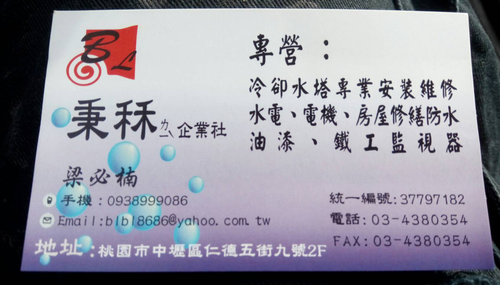 BL
專營：
冷卻水塔專業安裝維修
水電、電機、房屋修繕防水
油漆、鐵工監視器
秉秝ㄌㄧˋ企業社
梁必楠
手機：0938999086
Email:blbl8686@yahoo.com.tw
統一編號:37797182
電話:03-4380354
FAX:03-4380354
地址:桃園市中壢區仁德五街九號2F